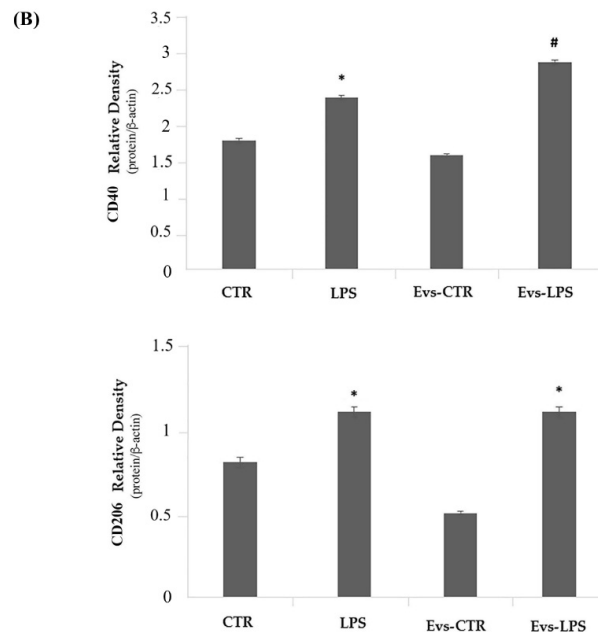 (B)
CD40 Relative Density
(protein/β-actin)
3.5
3
2.5
2
1.5
1
0.5
0
*
#
CTR LPS Evs-CTR Evs-LPS
CD206 Relative Density
(protein/β-actin)
1.5
1
0.5
0
*
*
CTR LPS Evs-CTR Evs-LPS